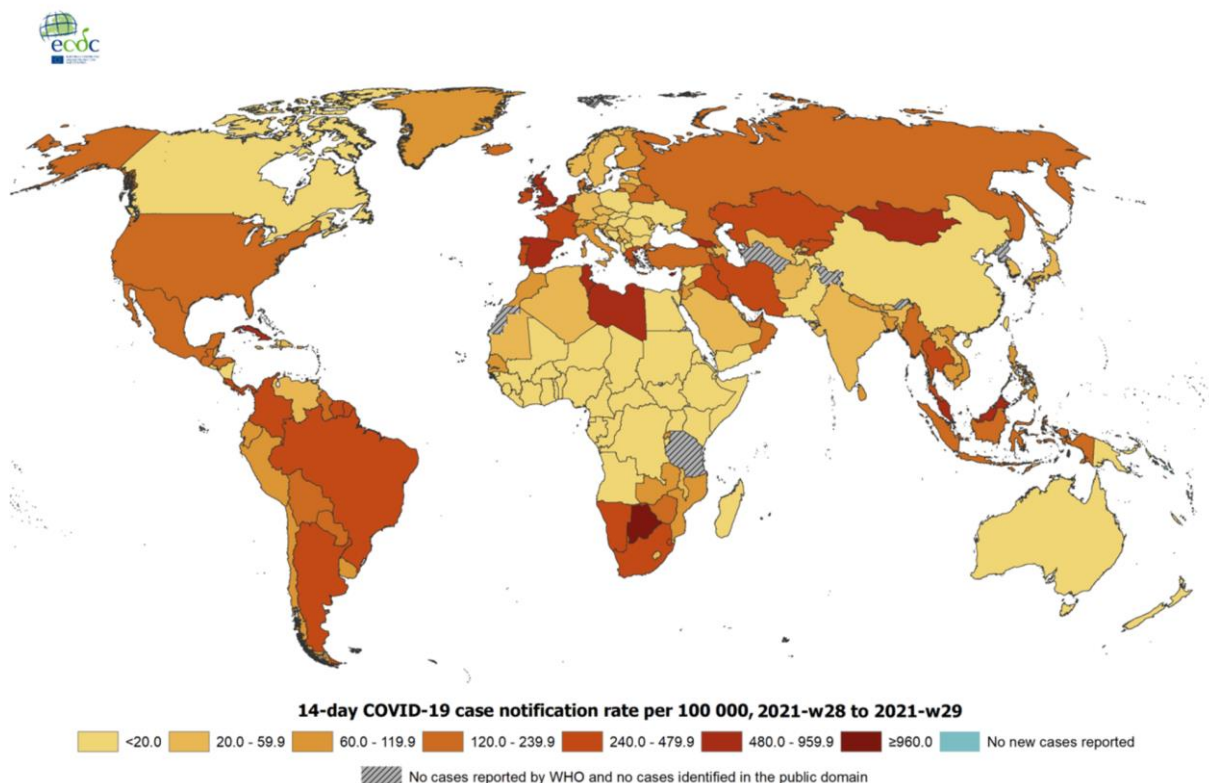 ecdc
14-day COVID-19 case notification rate per 100 000, 2021-w28 to 2021-w29
<20.0 20.0 - 59.9 60.0 - 119.9 120.0 - 239.9 240.0 - 479.9 480.0 - 959.9 ≥960.0 No new cases reported
No cases reported by WHO and no cases identified in the public domain